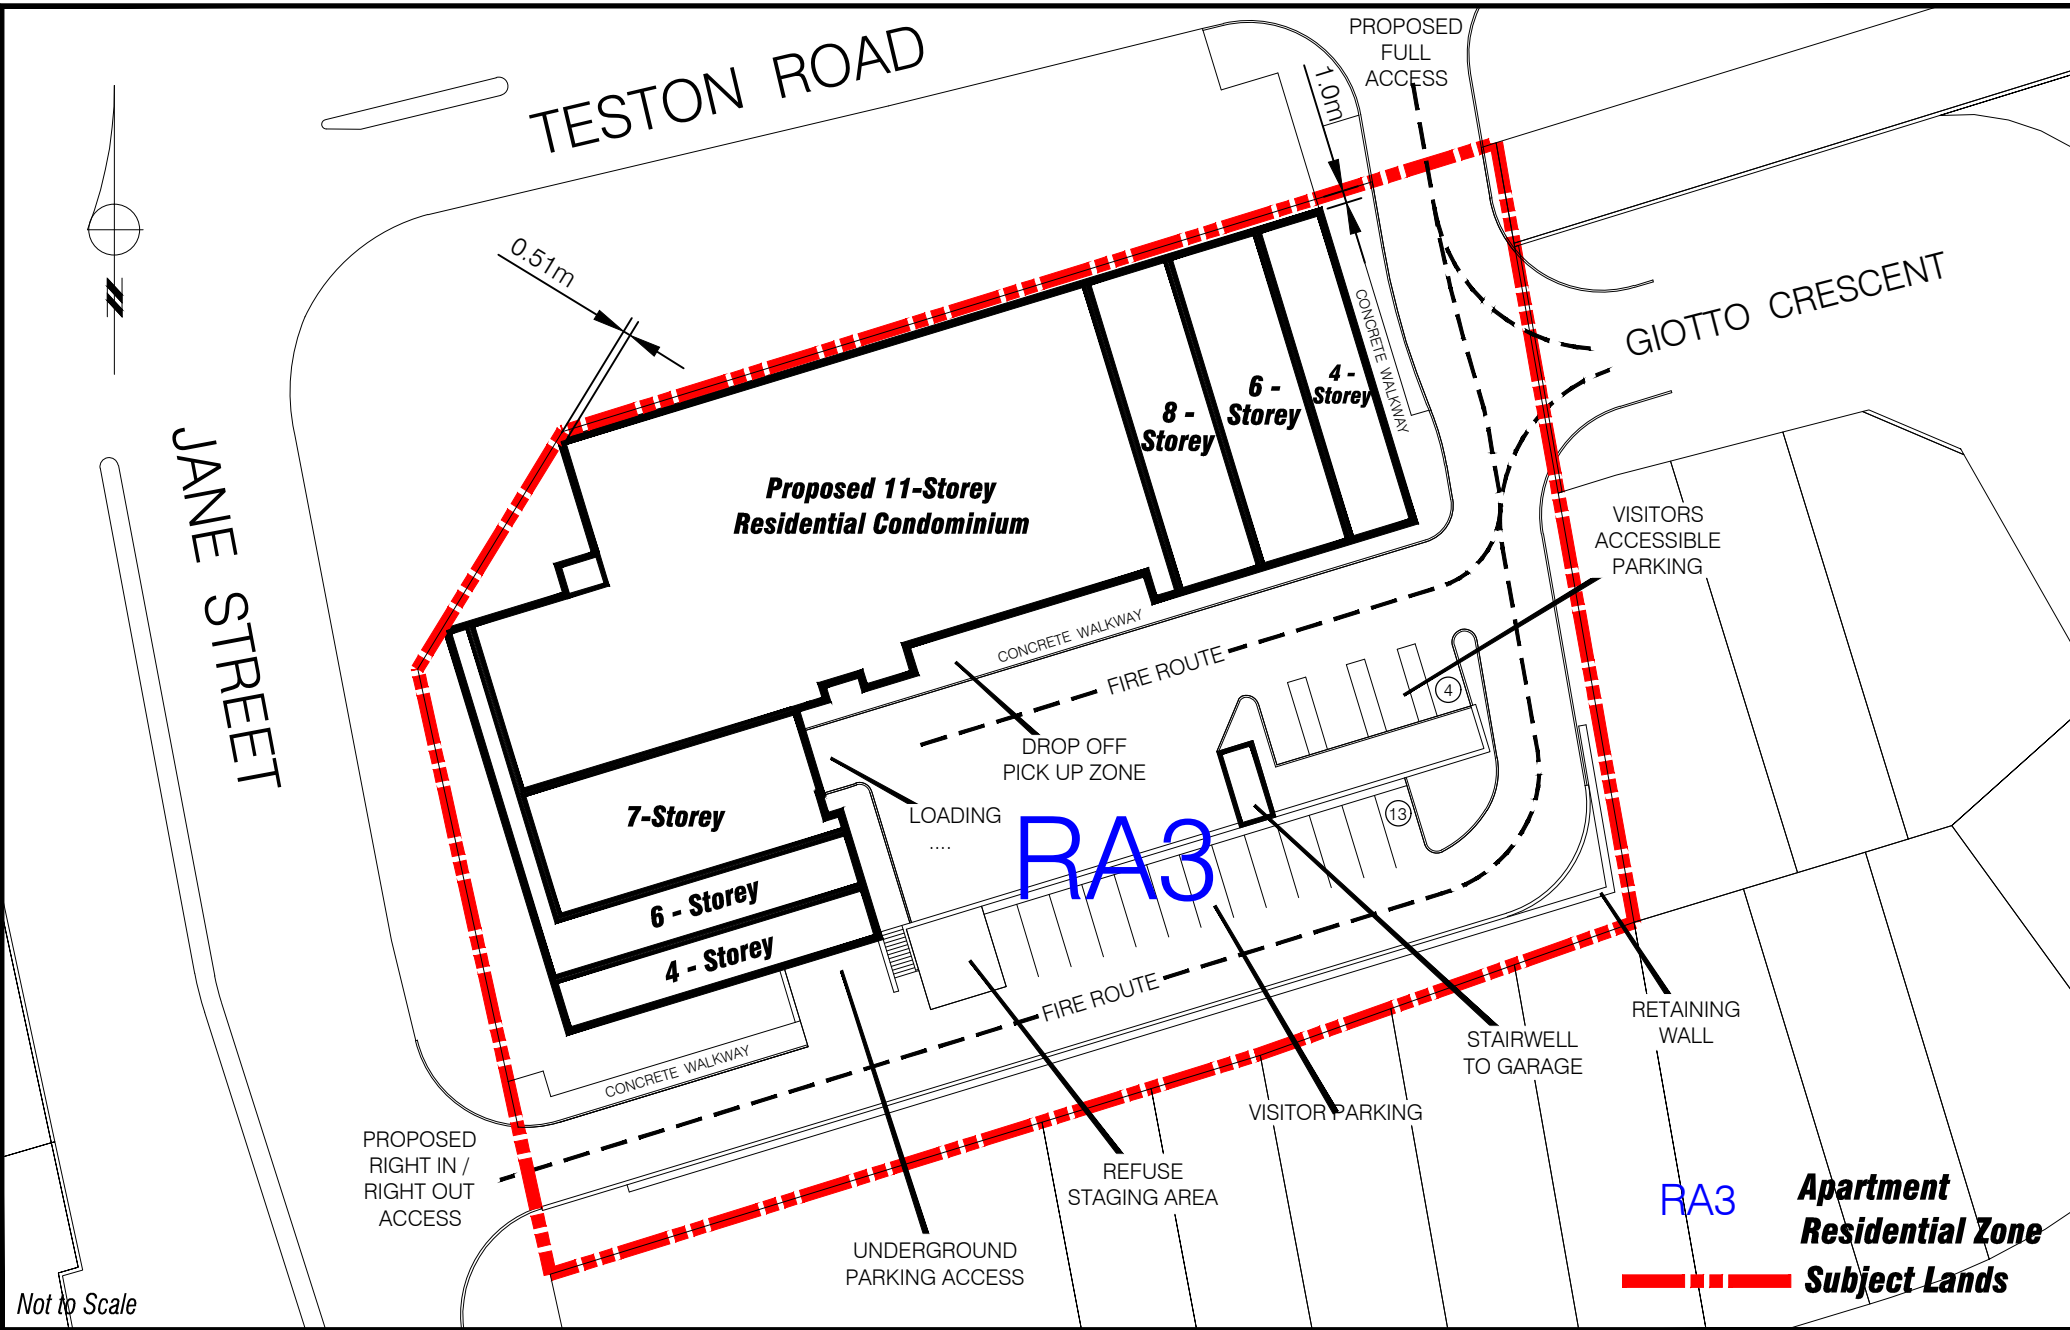 TESTON ROAD
PROPOSED
FULL
ACCESS
1.0m
N
0.51m
GIOTTO CRESCENT
JANE STREET
CONCRETE WALKWAY
4 -
Storey
6 -
Storey
8 -
Storey
Proposed 11-Storey
Residential Condominium
VISITORS
ACCESSIBLE
PARKING
CONCRETE WALKWAY
FIRE ROUTE
4
DROP OFF
PICK UP ZONE
LOADING
....
13
7-Storey
RA3
6 - Storey
4 - Storey
FIRE ROUTE
RETAINING
WALL
STAIRWELL
TO GARAGE
CONCRETE WALKWAY
VISITOR PARKING
PROPOSED
RIGHT IN /
RIGHT OUT
ACCESS
REFUSE
STAGING AREA
UNDERGROUND
PARKING ACCESS
RA3
Apartment
Residential Zone
Subject Lands
Not to Scale